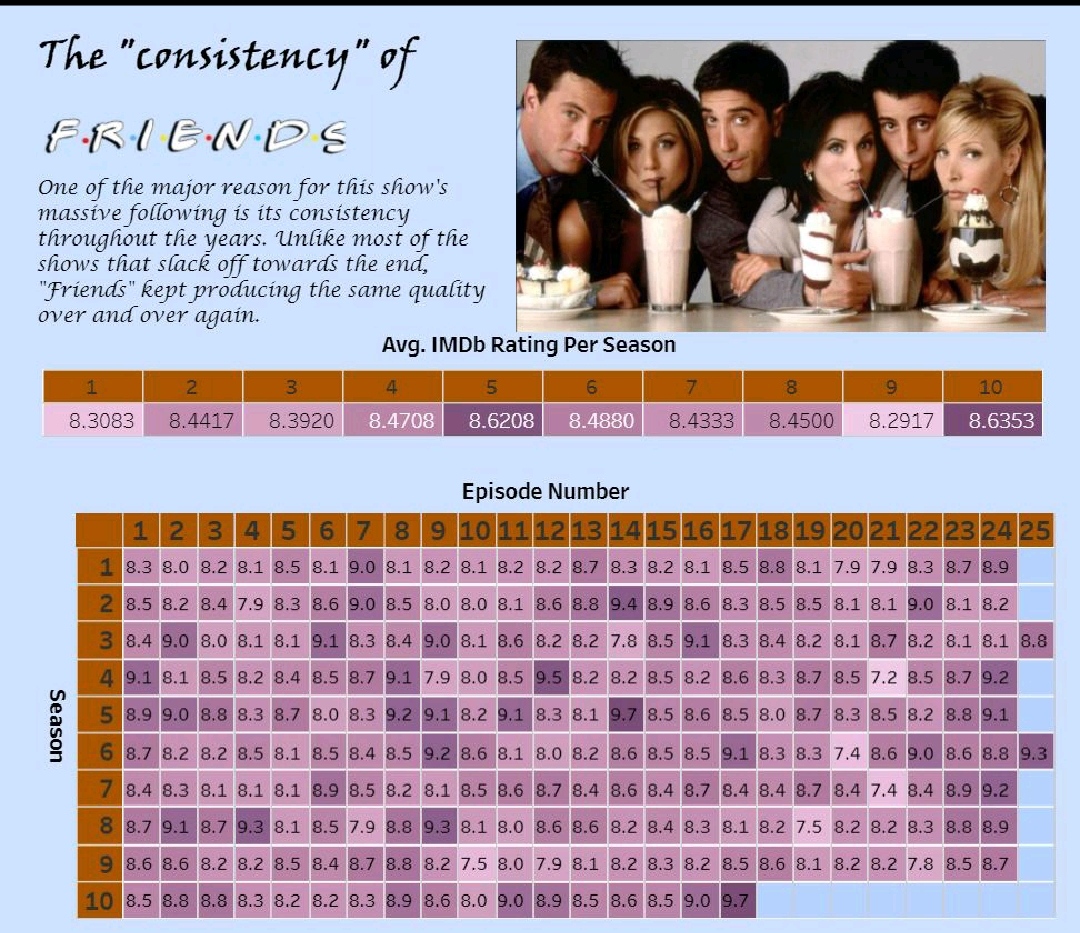 The "consistency" of
F·R·I·E·N·D·S
One of the major reason for this show's
massive following is its consistency
throughout the years. Unlike most of the
shows that slack off towards the end,
"Friends" kept producing the same quality
over and over again.
Avg. IMDb Rating Per Season
1 2 3 4 5 6 7 8 9 10
8.3083 8.4417 8.3920 8.4708 8.6208 8.4880 8.4333 8.4500 8.2917 8.6353
Episode Number
1 2 3 4 5 6 7 8 9 10 11 12 13 14 15 16 17 18 19 20 21 22 23 24 25
Season
1 8.3 8.0 8.2 8.1 8.5 8.1 9.0 8.1 8.2 8.1 8.2 8.2 8.7 8.3 8.2 8.1 8.5 8.8 8.1 7.9 7.9 8.3 8.7 8.9
2 8.5 8.2 8.4 7.9 8.3 8.6 9.0 8.5 8.0 8.0 8.1 8.6 8.8 9.4 8.9 8.6 8.3 8.5 8.5 8.1 8.1 9.0 8.1 8.2
3 8.4 9.0 8.0 8.1 8.1 9.1 8.3 8.4 9.0 8.1 8.6 8.2 8.2 7.8 8.5 9.1 8.3 8.4 8.2 8.1 8.7 8.2 8.1 8.1 8.8
4 9.1 8.1 8.5 8.2 8.4 8.5 8.7 9.1 7.9 8.0 8.5 9.5 8.2 8.2 8.5 8.2 8.6 8.3 8.7 8.5 7.2 8.5 8.7 9.2
5 8.9 9.0 8.8 8.3 8.7 8.0 8.3 9.2 9.1 8.2 9.1 8.3 8.1 9.7 8.5 8.6 8.5 8.0 8.7 8.3 8.5 8.2 8.8 9.1
6 8.7 8.2 8.2 8.5 8.1 8.5 8.4 8.5 9.2 8.6 8.1 8.0 8.2 8.6 8.5 8.5 9.1 8.3 8.3 7.4 8.6 9.0 8.6 8.8 9.3
7 8.4 8.3 8.1 8.1 8.1 8.9 8.5 8.2 8.1 8.5 8.6 8.7 8.4 8.6 8.4 8.7 8.4 8.4 8.7 8.4 7.4 8.4 8.9 9.2
8 8.7 9.1 8.7 9.3 8.1 8.5 7.9 8.8 9.3 8.1 8.0 8.6 8.6 8.2 8.4 8.3 8.1 8.2 7.5 8.2 8.2 8.3 8.8 8.9
9 8.6 8.6 8.2 8.2 8.5 8.4 8.7 8.8 8.2 7.5 8.0 7.9 8.1 8.2 8.3 8.2 8.5 8.6 8.1 8.2 8.2 7.8 8.5 8.7
10 8.5 8.8 8.8 8.3 8.2 8.2 8.3 8.9 8.6 8.0 9.0 8.9 8.5 8.6 8.5 9.0 9.7